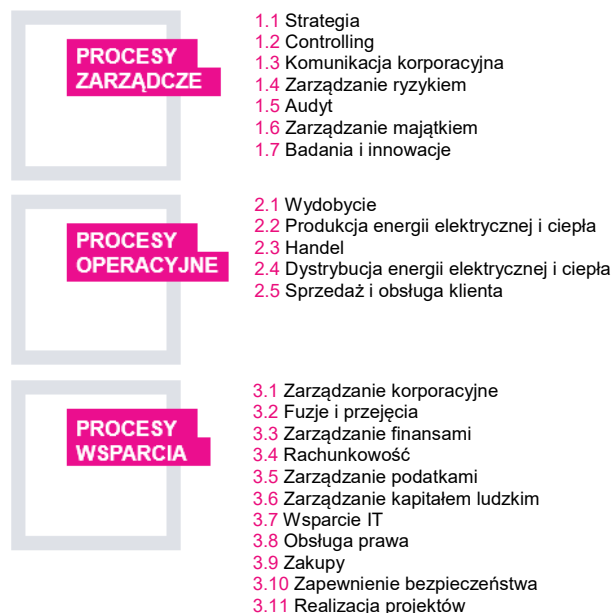 PROCESY
ZARZĄDCZE
1.1 Strategia
1.2 Controlling
1.3 Komunikacja korporacyjna
1.4 Zarządzanie ryzykiem
1.5 Audyt
1.6 Zarządzanie majątkiem
1.7 Badania i innowacje
PROCESY
OPERACYJNE
2.1 Wydobycie
2.2 Produkcja energii elektrycznej i ciepła
2.3 Handel
2.4 Dystrybucja energii elektrycznej i ciepła
2.5 Sprzedaż i obsługa klienta
PROCESY
WSPARCIA
3.1 Zarządzanie korporacyjne
3.2 Fuzje i przejęcia
3.3 Zarządzanie finansami
3.4 Rachunkowość
3.5 Zarządzanie podatkami
3.6 Zarządzanie kapitałem ludzkim
3.7 Wsparcie IT
3.8 Obsługa prawa
3.9 Zakupy
3.10 Zapewnienie bezpieczeństwa
3.11 Realizacja projektów